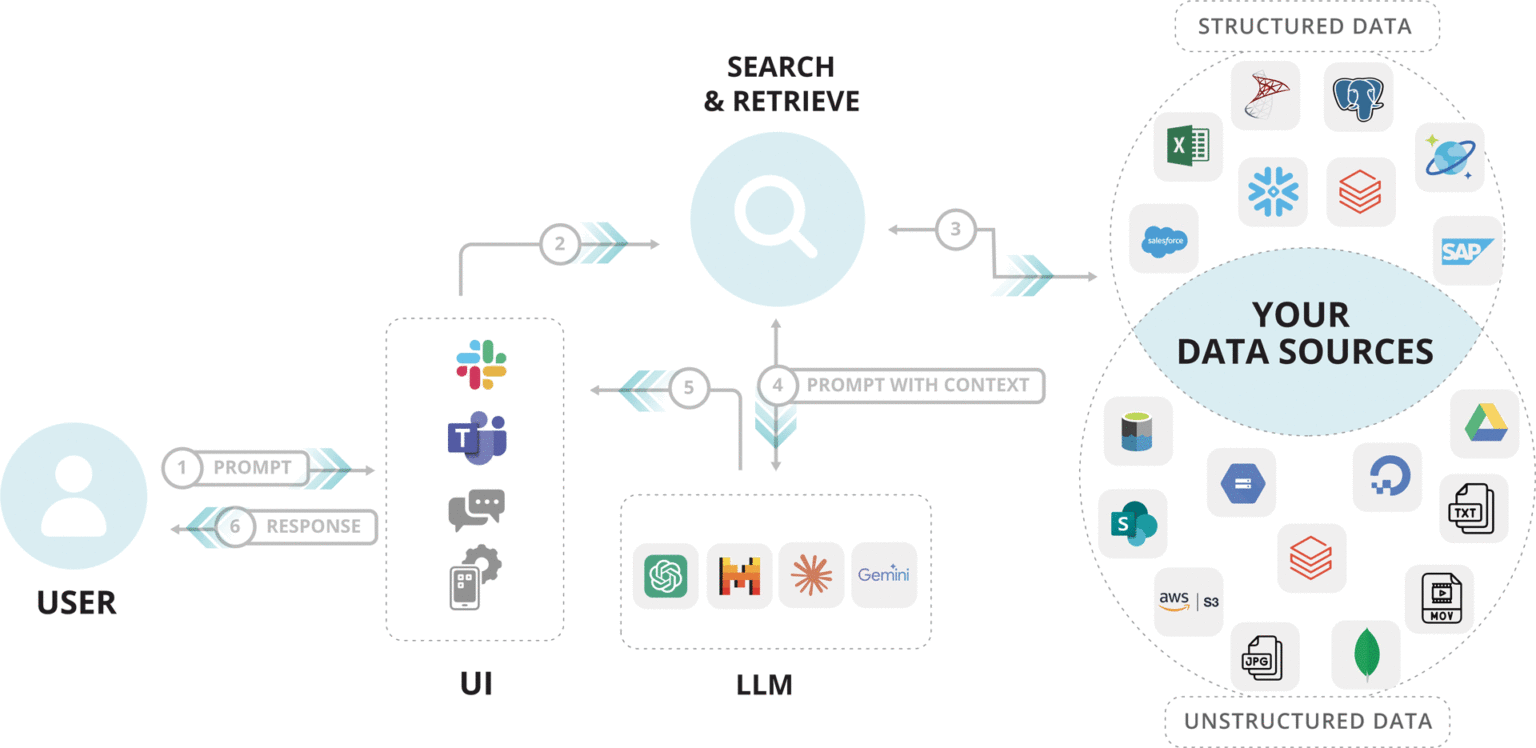 STRUCTURED DATA
SEARCH
& RETRIEVE
X
salesforce
SAP
2
3
YOUR
DATA SOURCES
T
5
4 PROMPT WITH CONTEXT
1 PROMPT
6 RESPONSE
USER
UI
Gemini
LLM
S
TXT
aws | S3
MOV
JPG
UNSTRUCTURED DATA